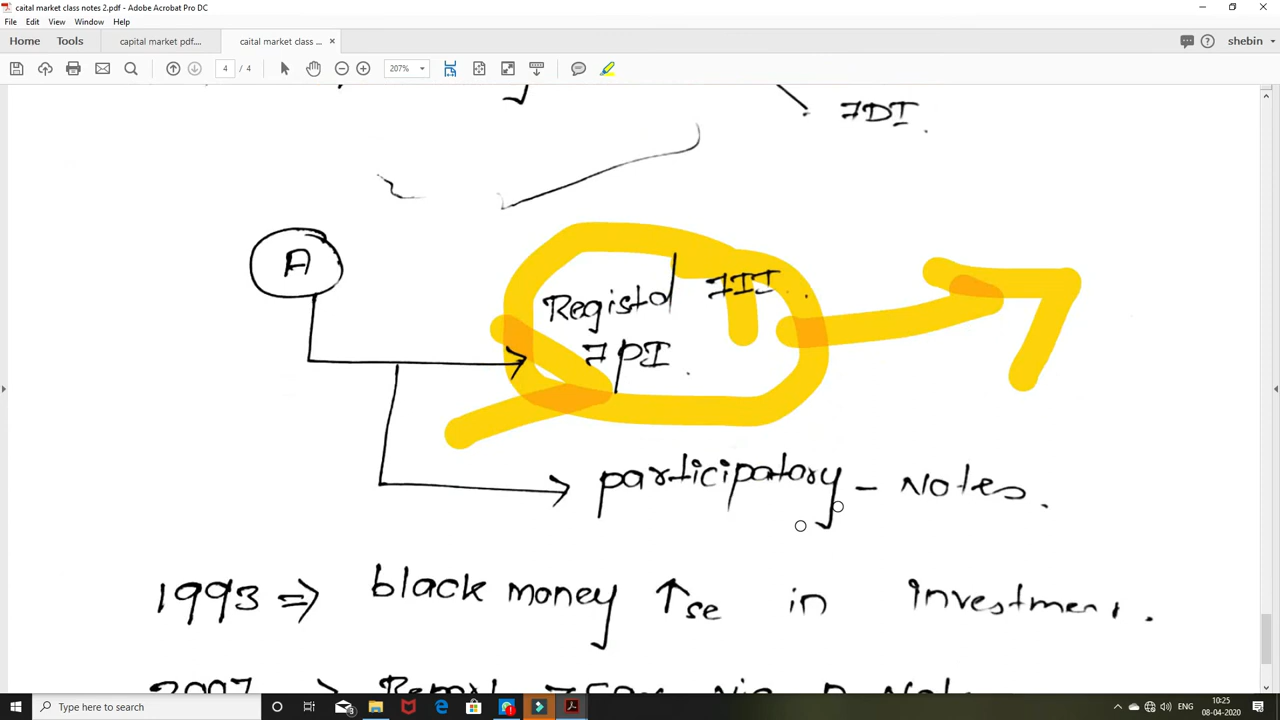 caital market class notes 2.pdf - Adobe Acrobat Pro DC
File Edit View Window Help
Home Tools capital market pdf.... caital market class ... × shebin
4 / 4 207%
FDI.
A
Registd FII.
FPI.
participatory - Notes.
1993 ⇒ black money ↑se in investment.
2007
Type here to search
ENG 10:25 08-04-2020